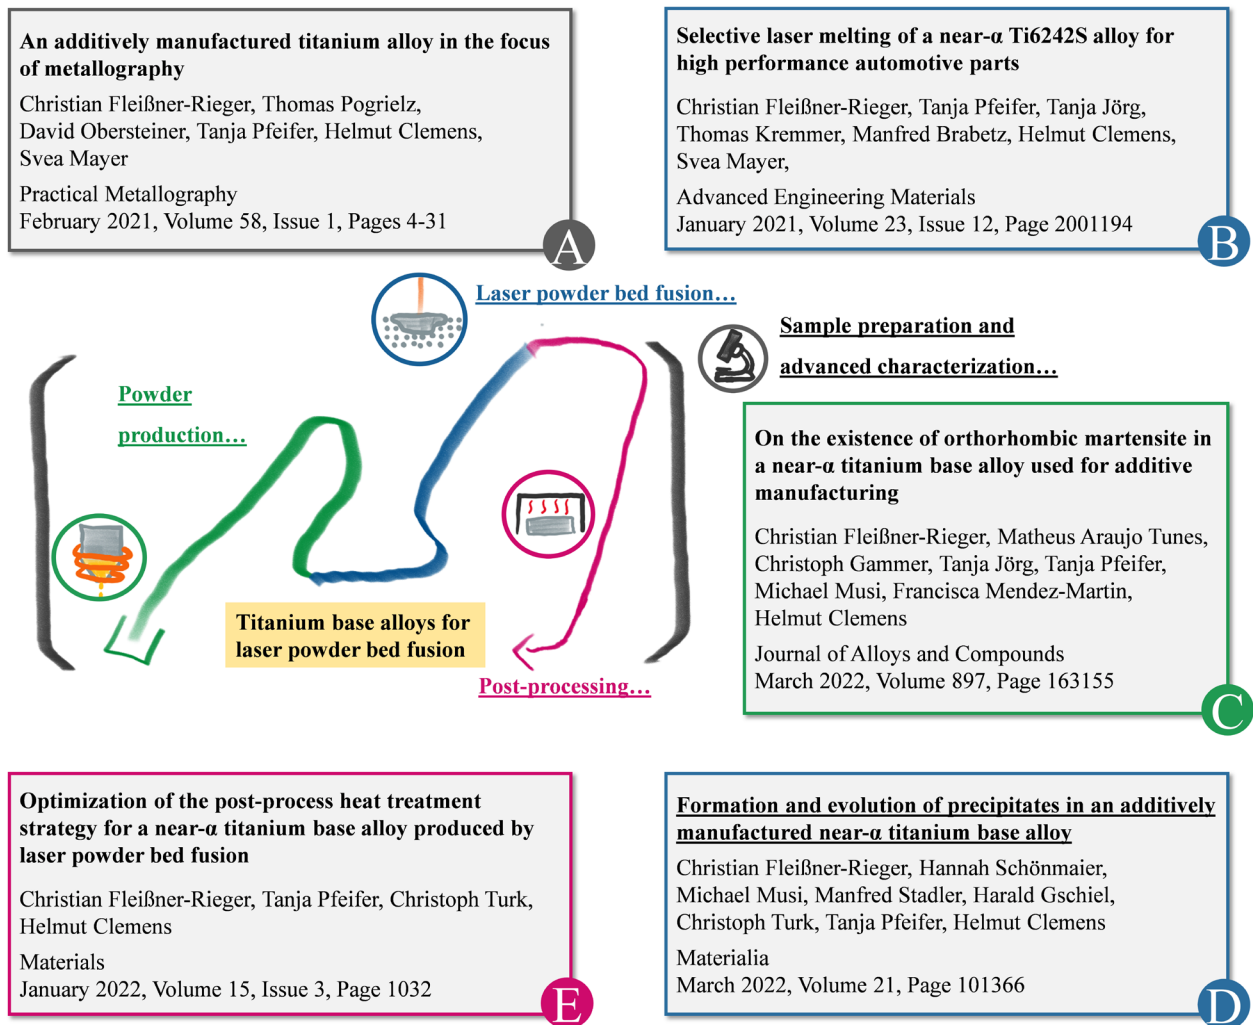 An additively manufactured titanium alloy in the focus
of metallography
Christian Fleißner-Rieger, Thomas Pogrielz,
David Obersteiner, Tanja Pfeifer, Helmut Clemens,
Svea Mayer
Practical Metallography
February 2021, Volume 58, Issue 1, Pages 4-31
A
Selective laser melting of a near-α Ti6242S alloy for
high performance automotive parts
Christian Fleißner-Rieger, Tanja Pfeifer, Tanja Jörg,
Thomas Kremmer, Manfred Brabetz, Helmut Clemens,
Svea Mayer,
Advanced Engineering Materials
January 2021, Volume 23, Issue 12, Page 2001194
B
Laser powder bed fusion…
Sample preparation and
advanced characterization…
Powder
production…
Titanium base alloys for
laser powder bed fusion
Post-processing…
On the existence of orthorhombic martensite in
a near-α titanium base alloy used for additive
manufacturing
Christian Fleißner-Rieger, Matheus Araujo Tunes,
Christoph Gammer, Tanja Jörg, Tanja Pfeifer,
Michael Musi, Francisca Mendez-Martin,
Helmut Clemens
Journal of Alloys and Compounds
March 2022, Volume 897, Page 163155
C
Optimization of the post-process heat treatment
strategy for a near-α titanium base alloy produced by
laser powder bed fusion
Christian Fleißner-Rieger, Tanja Pfeifer, Christoph Turk,
Helmut Clemens
Materials
January 2022, Volume 15, Issue 3, Page 1032
E
Formation and evolution of precipitates in an additively
manufactured near-α titanium base alloy
Christian Fleißner-Rieger, Hannah Schönmaier,
Michael Musi, Manfred Stadler, Harald Gschiel,
Christoph Turk, Tanja Pfeifer, Helmut Clemens
Materialia
March 2022, Volume 21, Page 101366
D